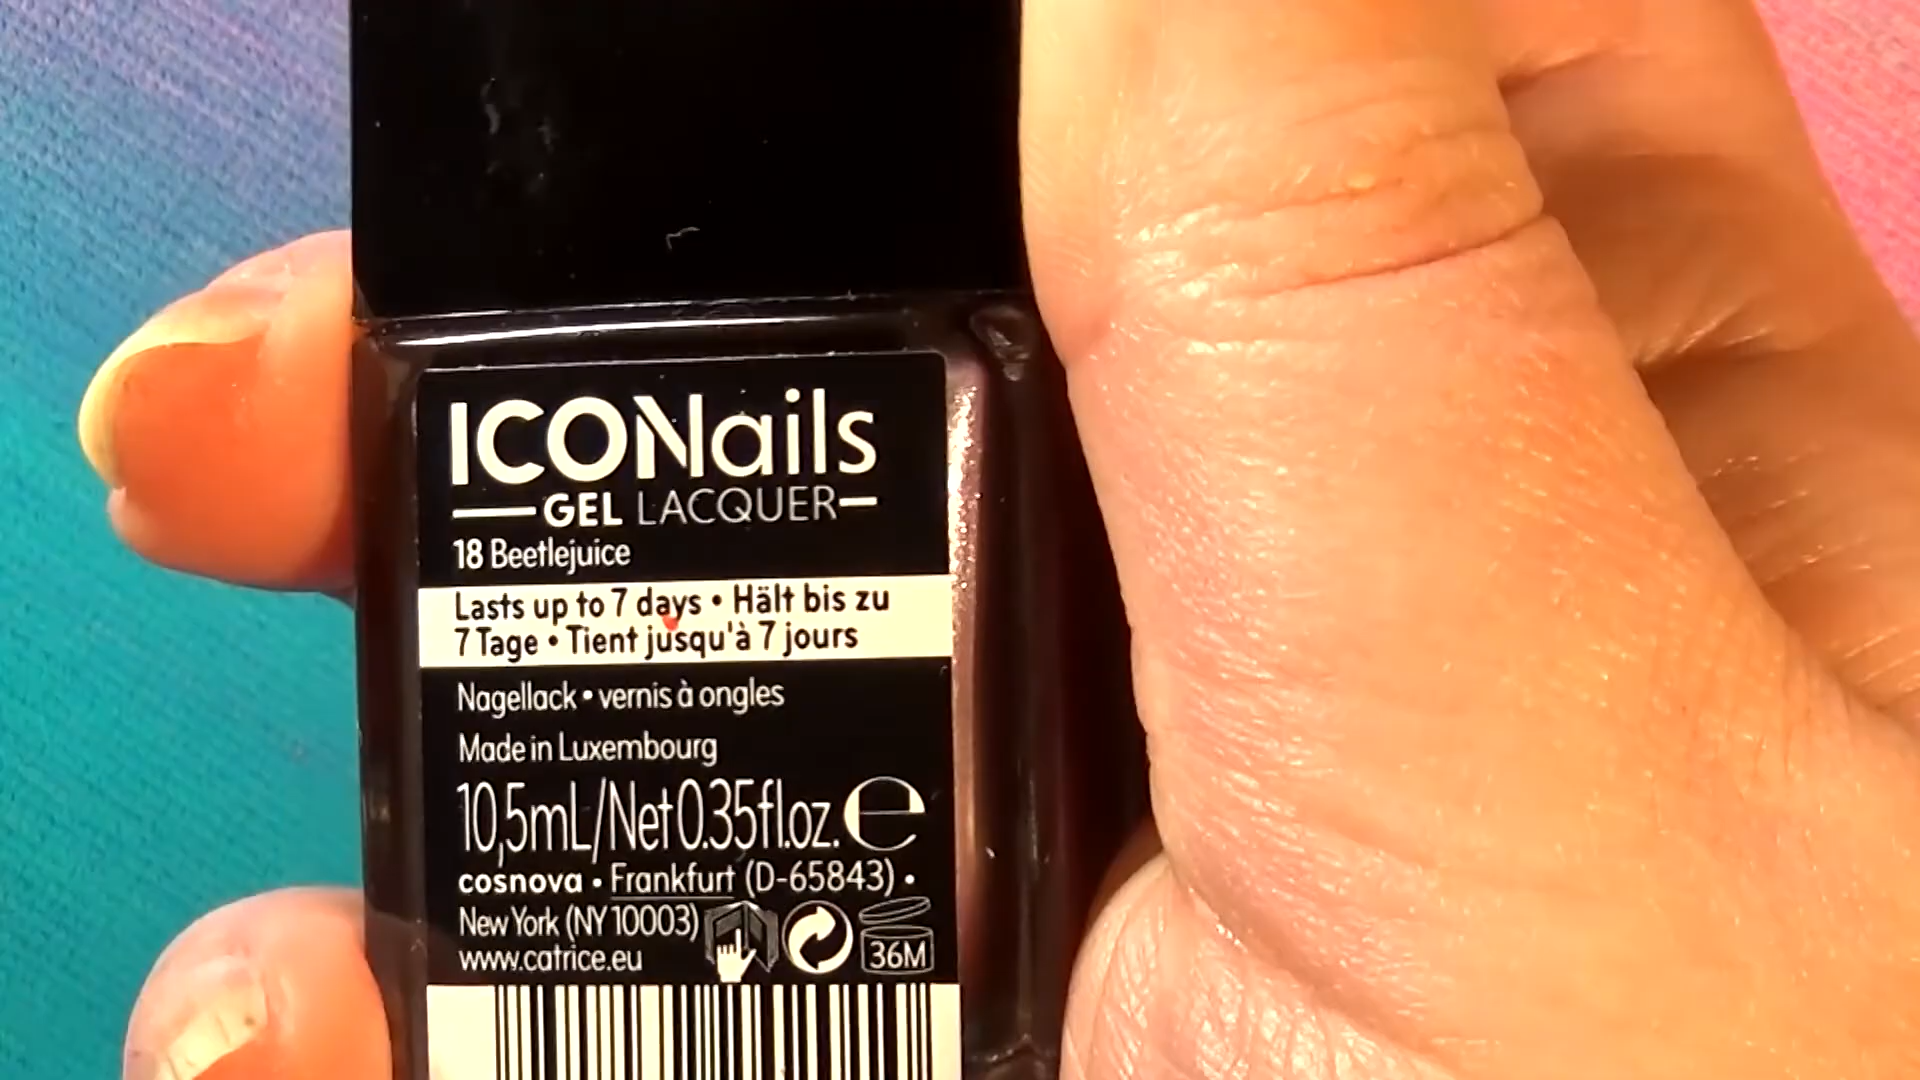 ICONails
GEL LACQUER
18 Beetlejuice
Lasts up to 7 days • Hält bis zu
7 Tage • Tient jusqu'à 7 jours
Nagellack • vernis à ongles
Made in Luxembourg
10,5mL/Net 0.35fl.oz. e
cosnova • Frankfurt (D-65843) •
New York (NY 10003)
www.catrice.eu
36M